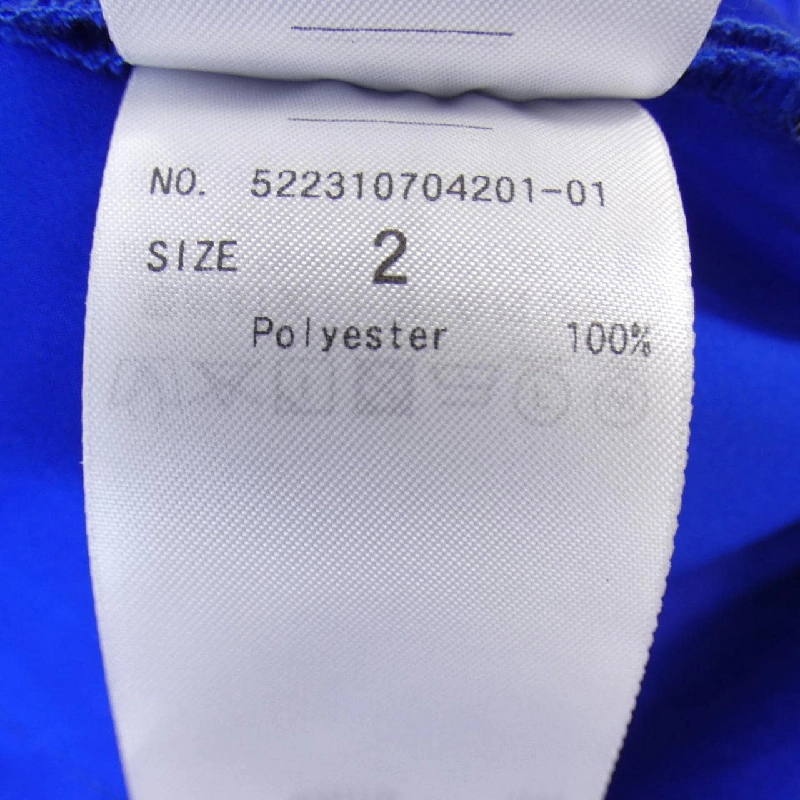 NO. 522310704201-01
SIZE 2
Polyester 100%